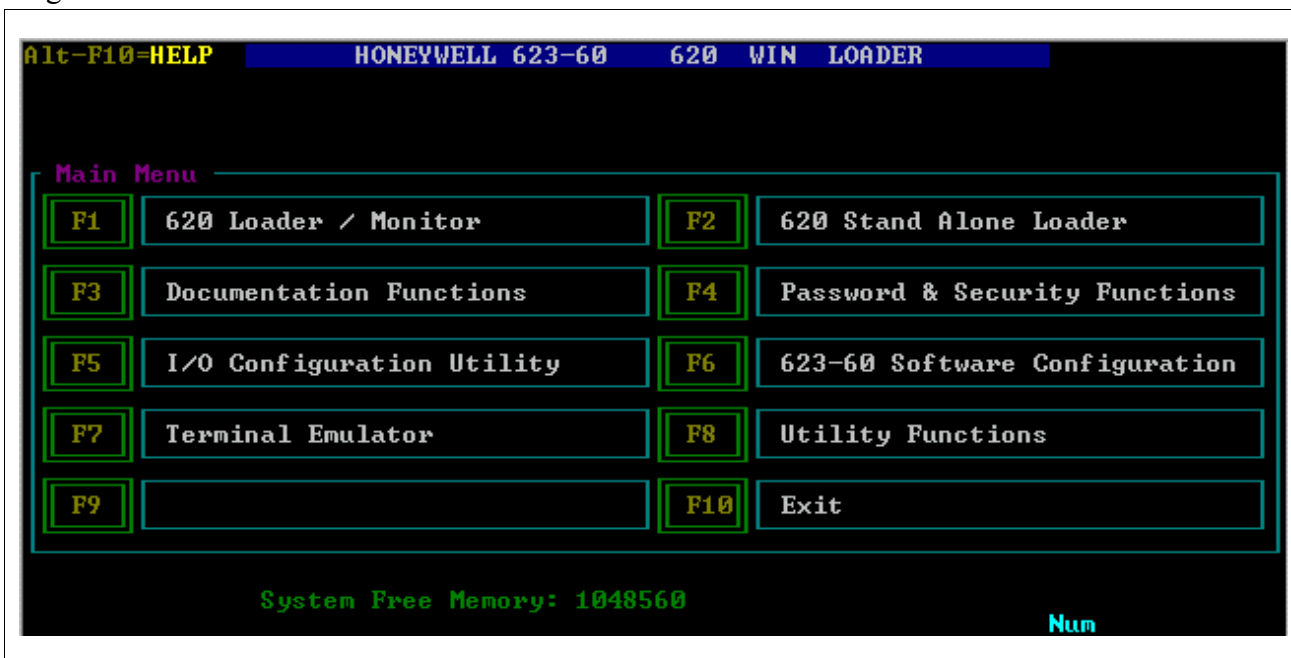 Alt-F10=HELP HONEYWELL 623-60 620 WIN LOADER
Main Menu
F1 620 Loader / Monitor F2 620 Stand Alone Loader
F3 Documentation Functions F4 Password & Security Functions
F5 I/O Configuration Utility F6 623-60 Software Configuration
F7 Terminal Emulator F8 Utility Functions
F9 F10 Exit
System Free Memory: 1048560
Num